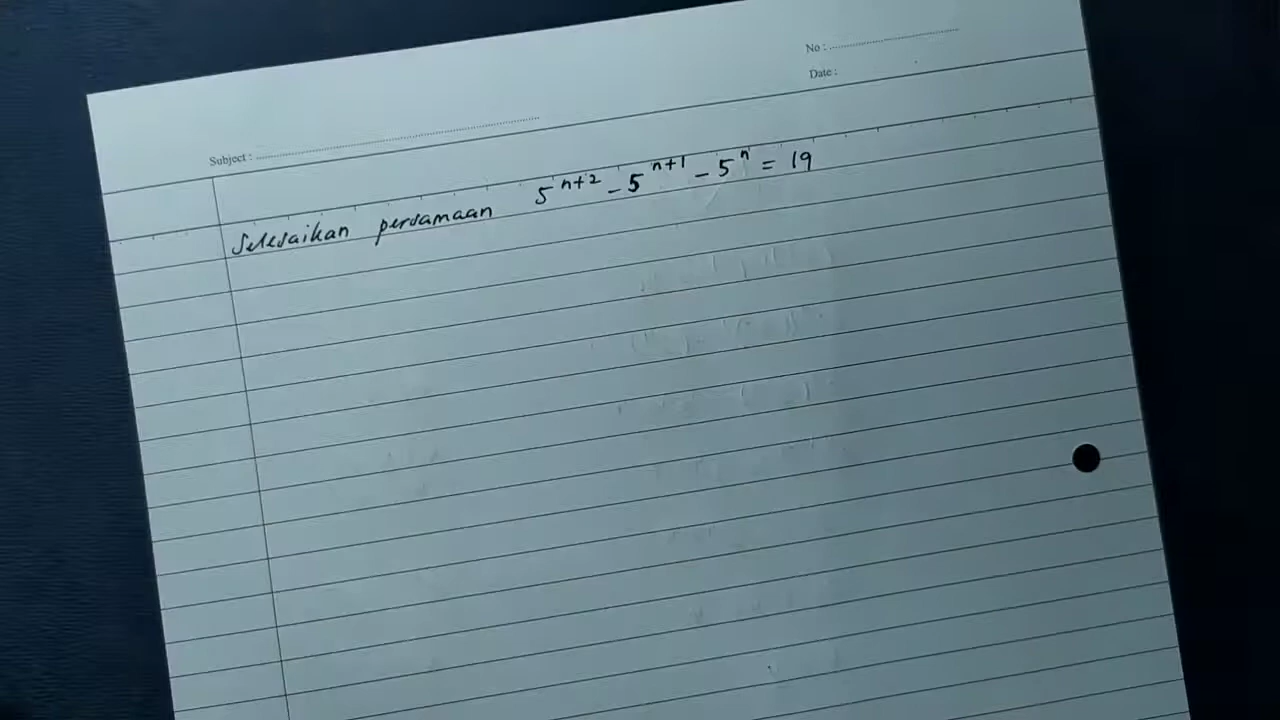 No :
Date :
Subject :
Selesaikan persamaan 5^{n+2} - 5^{n+1} - 5^{n} = 19